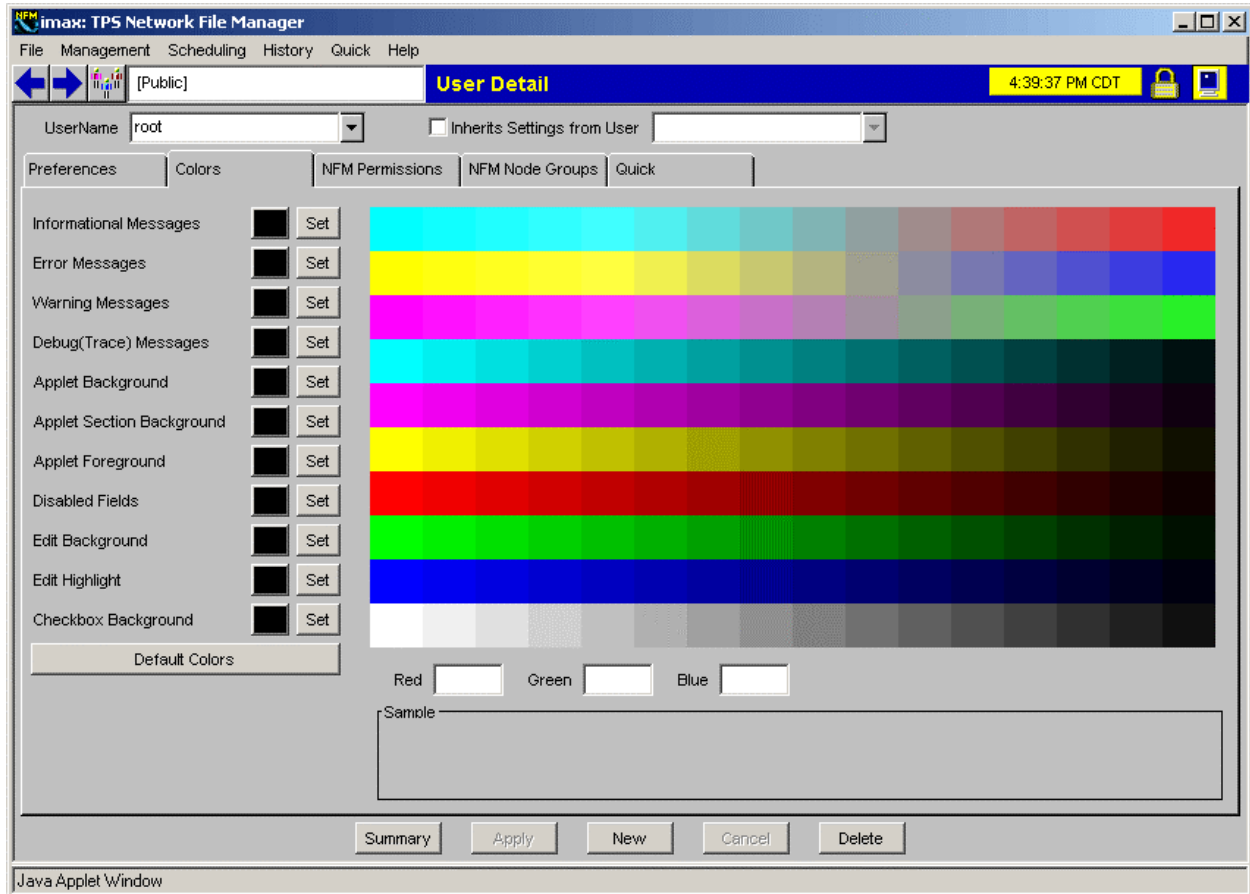 NFM imax: TPS Network File Manager
File Management Scheduling History Quick Help
[Public] User Detail 4:39:37 PM CDT
UserName root Inherits Settings from User
Preferences Colors NFM Permissions NFM Node Groups Quick
Informational Messages Set
Error Messages Set
Warning Messages Set
Debug(Trace) Messages Set
Applet Background Set
Applet Section Background Set
Applet Foreground Set
Disabled Fields Set
Edit Background Set
Edit Highlight Set
Checkbox Background Set
Default Colors
Red Green Blue
Sample
Summary Apply New Cancel Delete
Java Applet Window